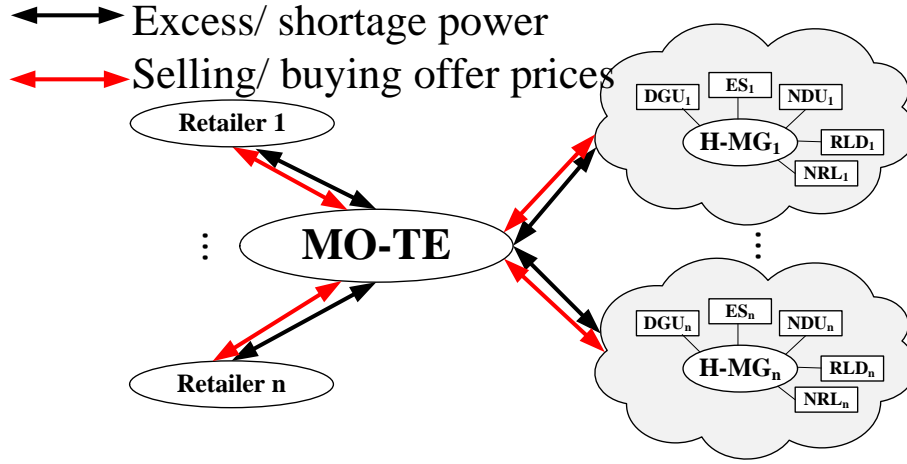 Excess/ shortage power
Selling/ buying offer prices
Retailer 1
⋮
MO-TE
Retailer n
DGU₁
ES₁
NDU₁
H-MG₁
RLD₁
NRL₁
⋮
DGUₙ
ESₙ
NDUₙ
H-MGₙ
RLDₙ
NRLₙ